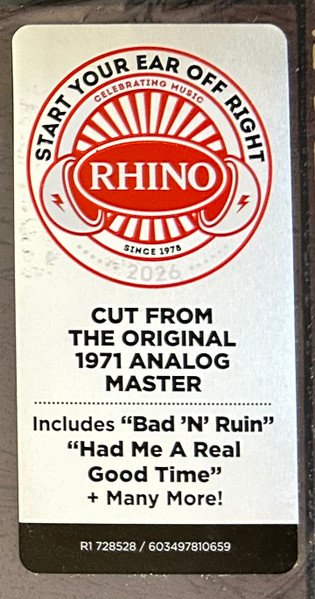 START YOUR EAR OFF RIGHT
CELEBRATING MUSIC
RHINO
SINCE 1978
2026
CUT FROM
THE ORIGINAL
1971 ANALOG
MASTER
Includes “Bad ’N’ Ruin”
“Had Me A Real
Good Time”
+ Many More!
R1 728528 / 603497810659